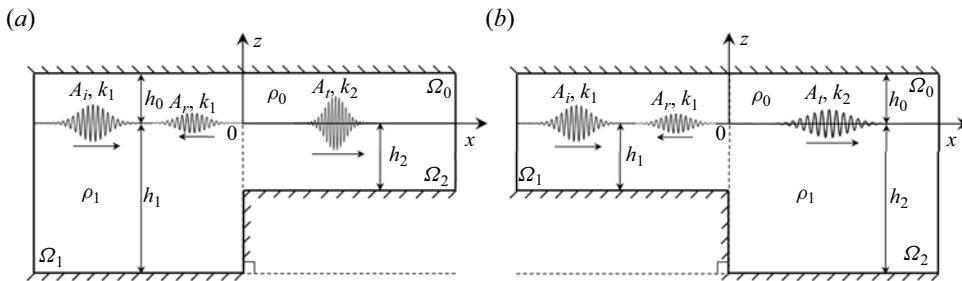 (a)
z
A_i, k_1
h_0
A_r, k_1
ρ_0
A_t, k_2
Ω_0
0
x
h_2
ρ_1
h_1
Ω_2
Ω_1
(b)
z
A_i, k_1
A_r, k_1
ρ_0
A_t, k_2
h_0
Ω_0
0
x
h_1
Ω_1
ρ_1
h_2
Ω_2